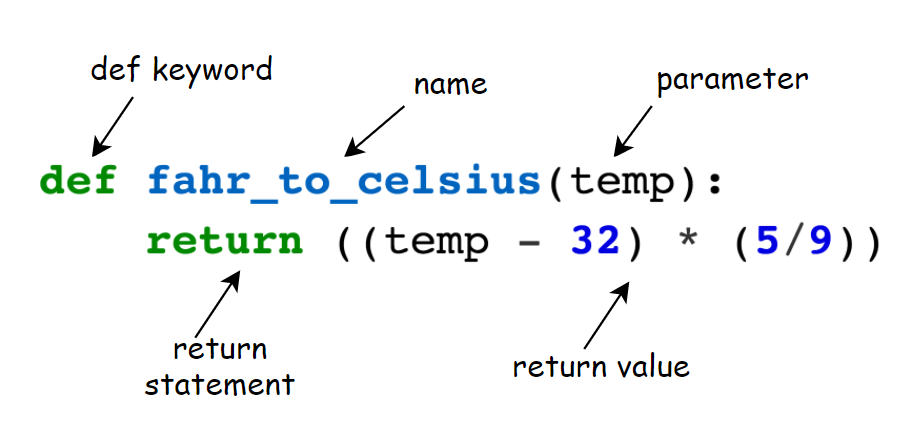 def keyword
name
parameter
def fahr_to_celsius(temp):
return ((temp - 32) * (5/9))
return
statement
return value